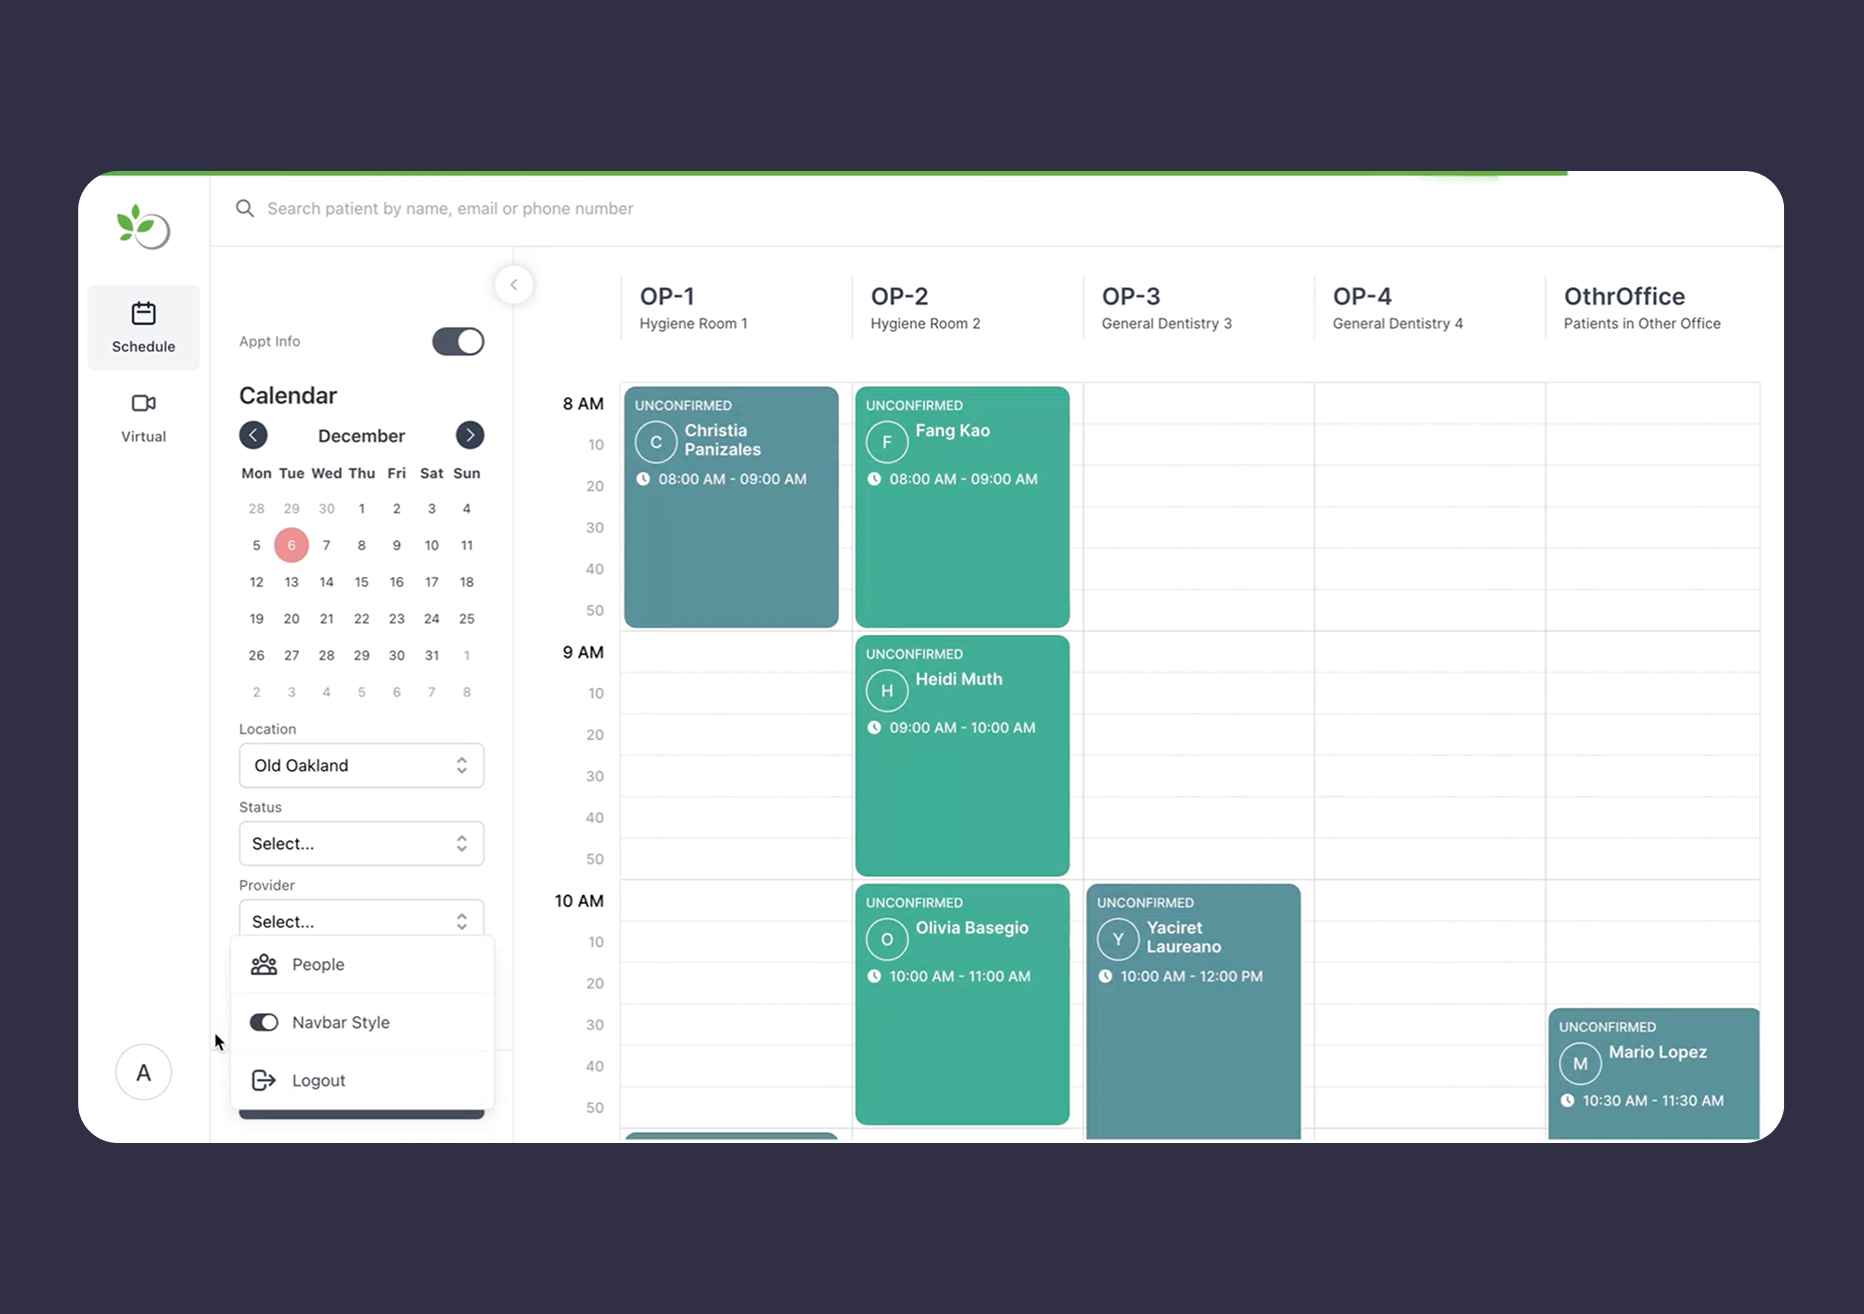 Search patient by name, email or phone number
Schedule
Virtual
A
Appt Info
Calendar
December
Mon Tue Wed Thu Fri Sat Sun
28 29 30 1 2 3 4
5 6 7 8 9 10 11
12 13 14 15 16 17 18
19 20 21 22 23 24 25
26 27 28 29 30 31 1
2 3 4 5 6 7 8
Location
Old Oakland
Status
Select...
Provider
Select...
People
Navbar Style
Logout
OP-1
Hygiene Room 1
OP-2
Hygiene Room 2
OP-3
General Dentistry 3
OP-4
General Dentistry 4
OthrOffice
Patients in Other Office
8 AM
10
20
30
40
50
9 AM
10
20
30
40
50
10 AM
10
20
30
40
50
UNCONFIRMED
C
Christia
Panizales
08:00 AM - 09:00 AM
UNCONFIRMED
F
Fang Kao
08:00 AM - 09:00 AM
UNCONFIRMED
H
Heidi Muth
09:00 AM - 10:00 AM
UNCONFIRMED
O
Olivia Basegio
10:00 AM - 11:00 AM
UNCONFIRMED
Y
Yaciret
Laureano
10:00 AM - 12:00 PM
UNCONFIRMED
M
Mario Lopez
10:30 AM - 11:30 AM